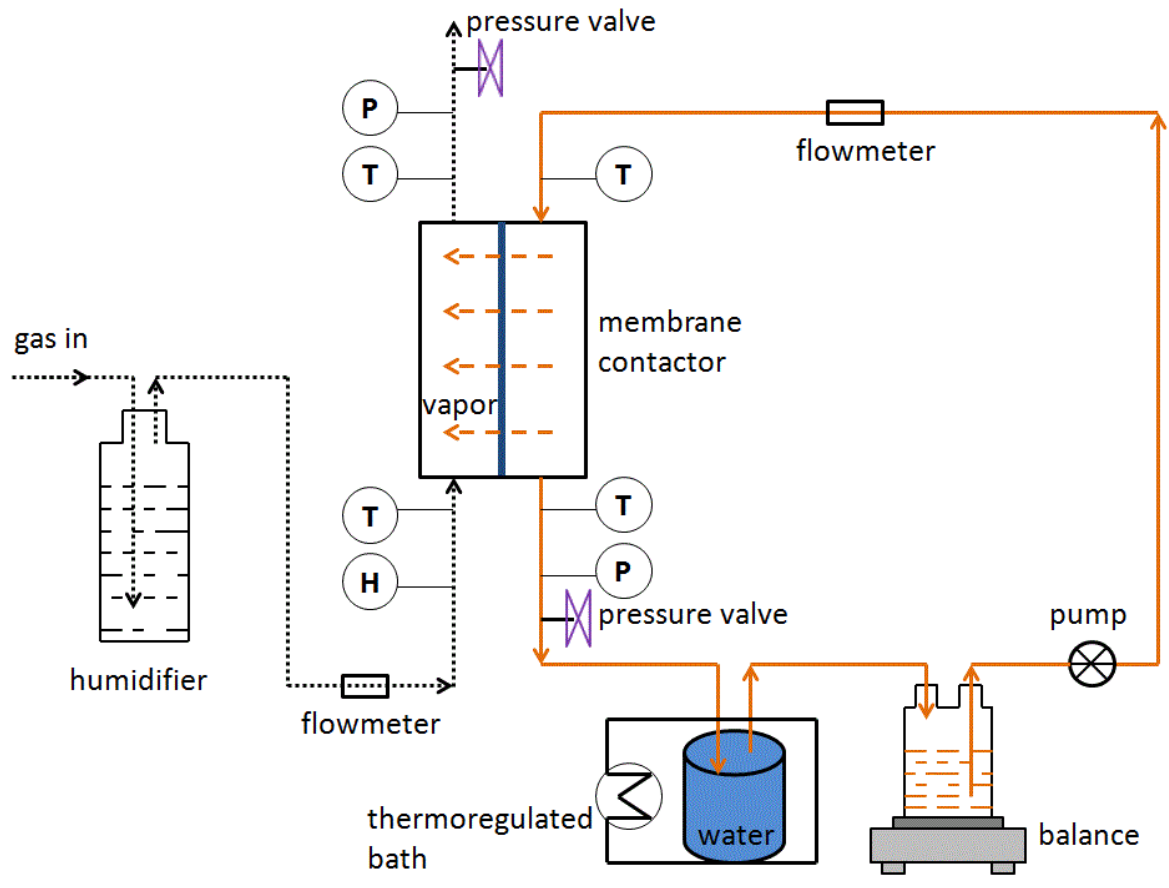 pressure valve
P
flowmeter
T
T
gas in
membrane
contactor
vapor
T
T
H
P
pressure valve
pump
humidifier
flowmeter
thermoregulated
bath
water
balance